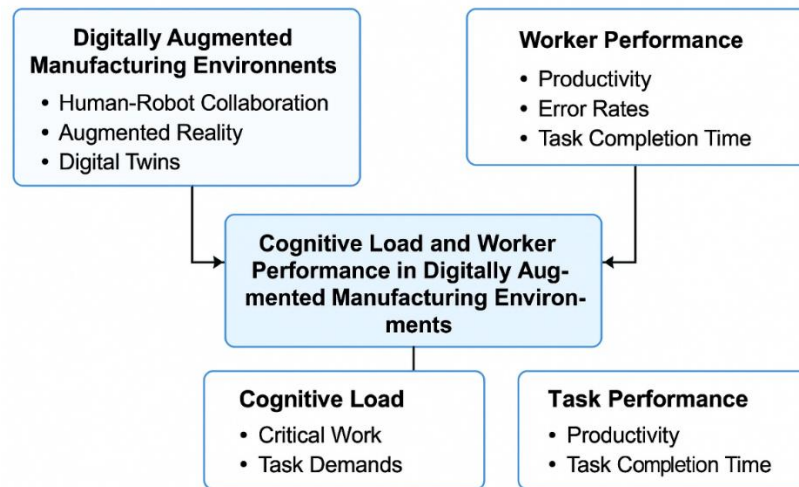 Digitally Augmented
Manufacturing Environnents
• Human-Robot Collaboration
• Augmented Reality
• Digital Twins
Worker Performance
• Productivity
• Error Rates
• Task Completion Time
Cognitive Load and Worker
Performance in Digitally Aug-
mented Manufacturing Environ-
ments
Cognitive Load
• Critical Work
• Task Demands
Task Performance
• Productivity
• Task Completion Time